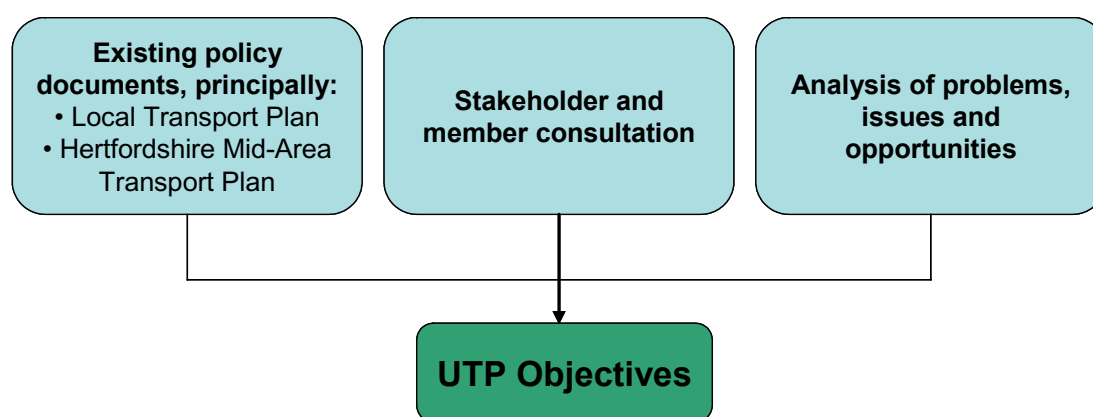 Existing policy
documents, principally:
• Local Transport Plan
• Hertfordshire Mid-Area
Transport Plan
Stakeholder and
member consultation
Analysis of problems,
issues and
opportunities
UTP Objectives